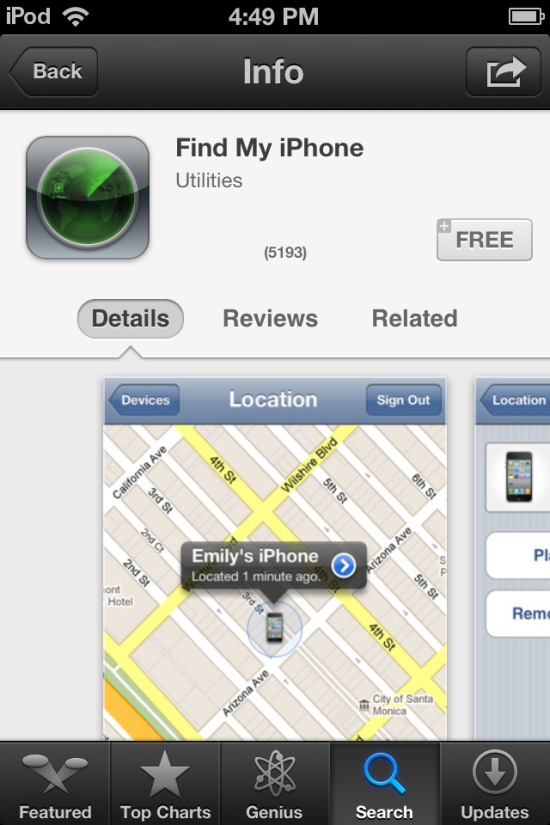 iPod 4:49 PM
Back Info
Find My iPhone
Utilities
(5193)
FREE
Details Reviews Related
Devices Location Sign Out
Location
California Ave
4th St
Wilshire Blvd
3rd St
5th St
6th St
2nd Ct
2nd St
Arizona Ave
Emily's iPhone
Located 1 minute ago.
5th St
Hotel
3rd St
4th St
Arizona Ave
City of Santa
Monica
Featured Top Charts Genius Search Updates